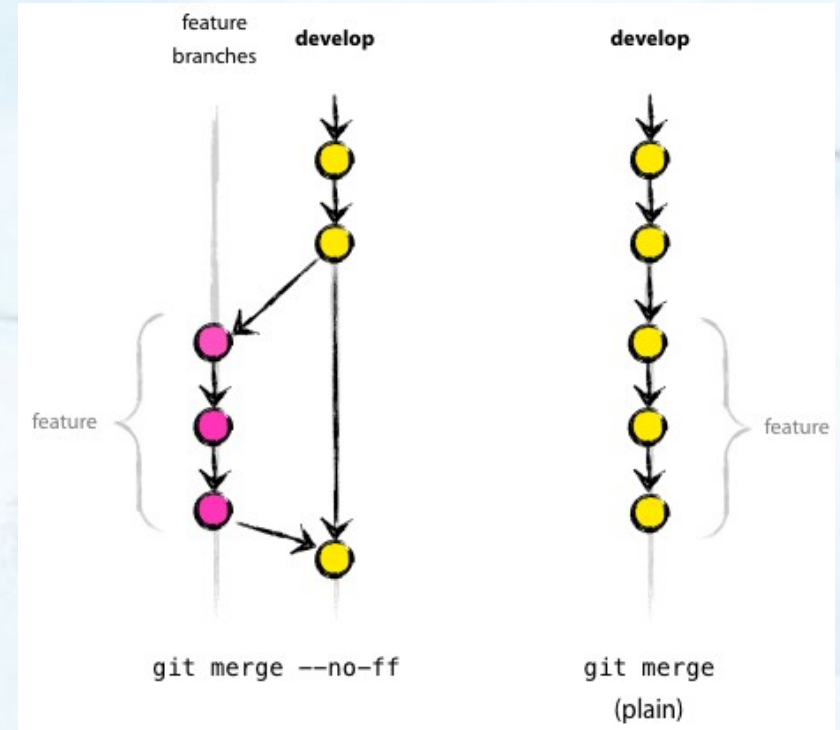 feature
branches
develop
develop
feature
feature
git merge --no-ff
git merge
(plain)